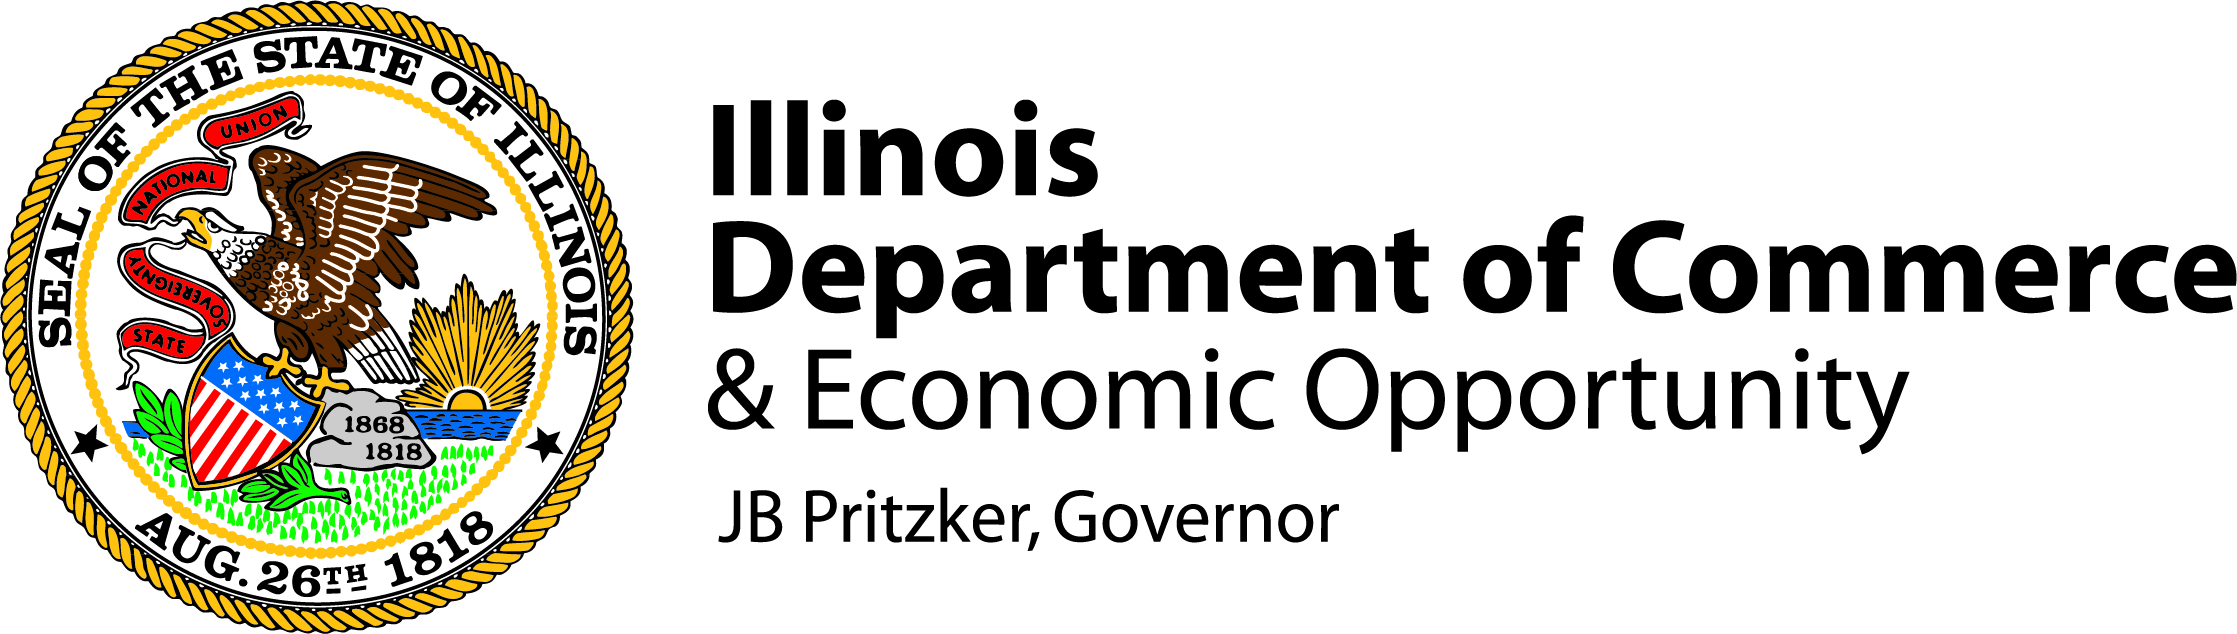 SEAL OF THE STATE OF ILLINOIS
UNION
NATIONAL
SOVEREIGNTY
STATE
1868
1818
AUG. 26TH 1818
Illinois
Department of Commerce
& Economic Opportunity
JB Pritzker, Governor